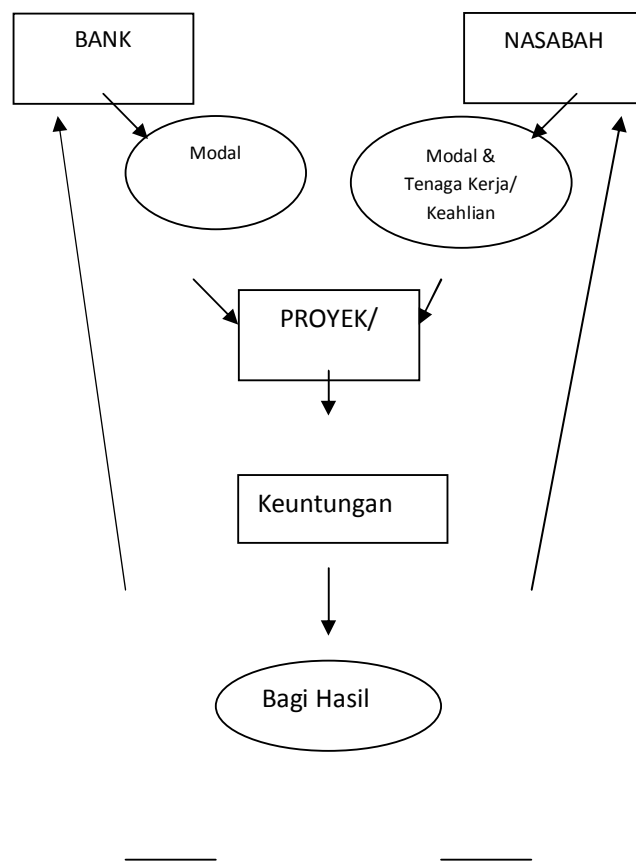 BANK
NASABAH
Modal
Modal &
Tenaga Kerja/
Keahlian
PROYEK/
Keuntungan
Bagi Hasil